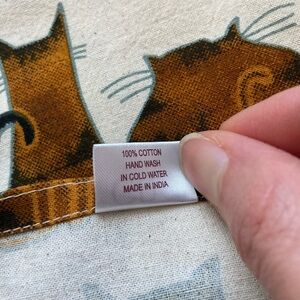 100% COTTON
HAND WASH
IN COLD WATER
MADE IN INDIA